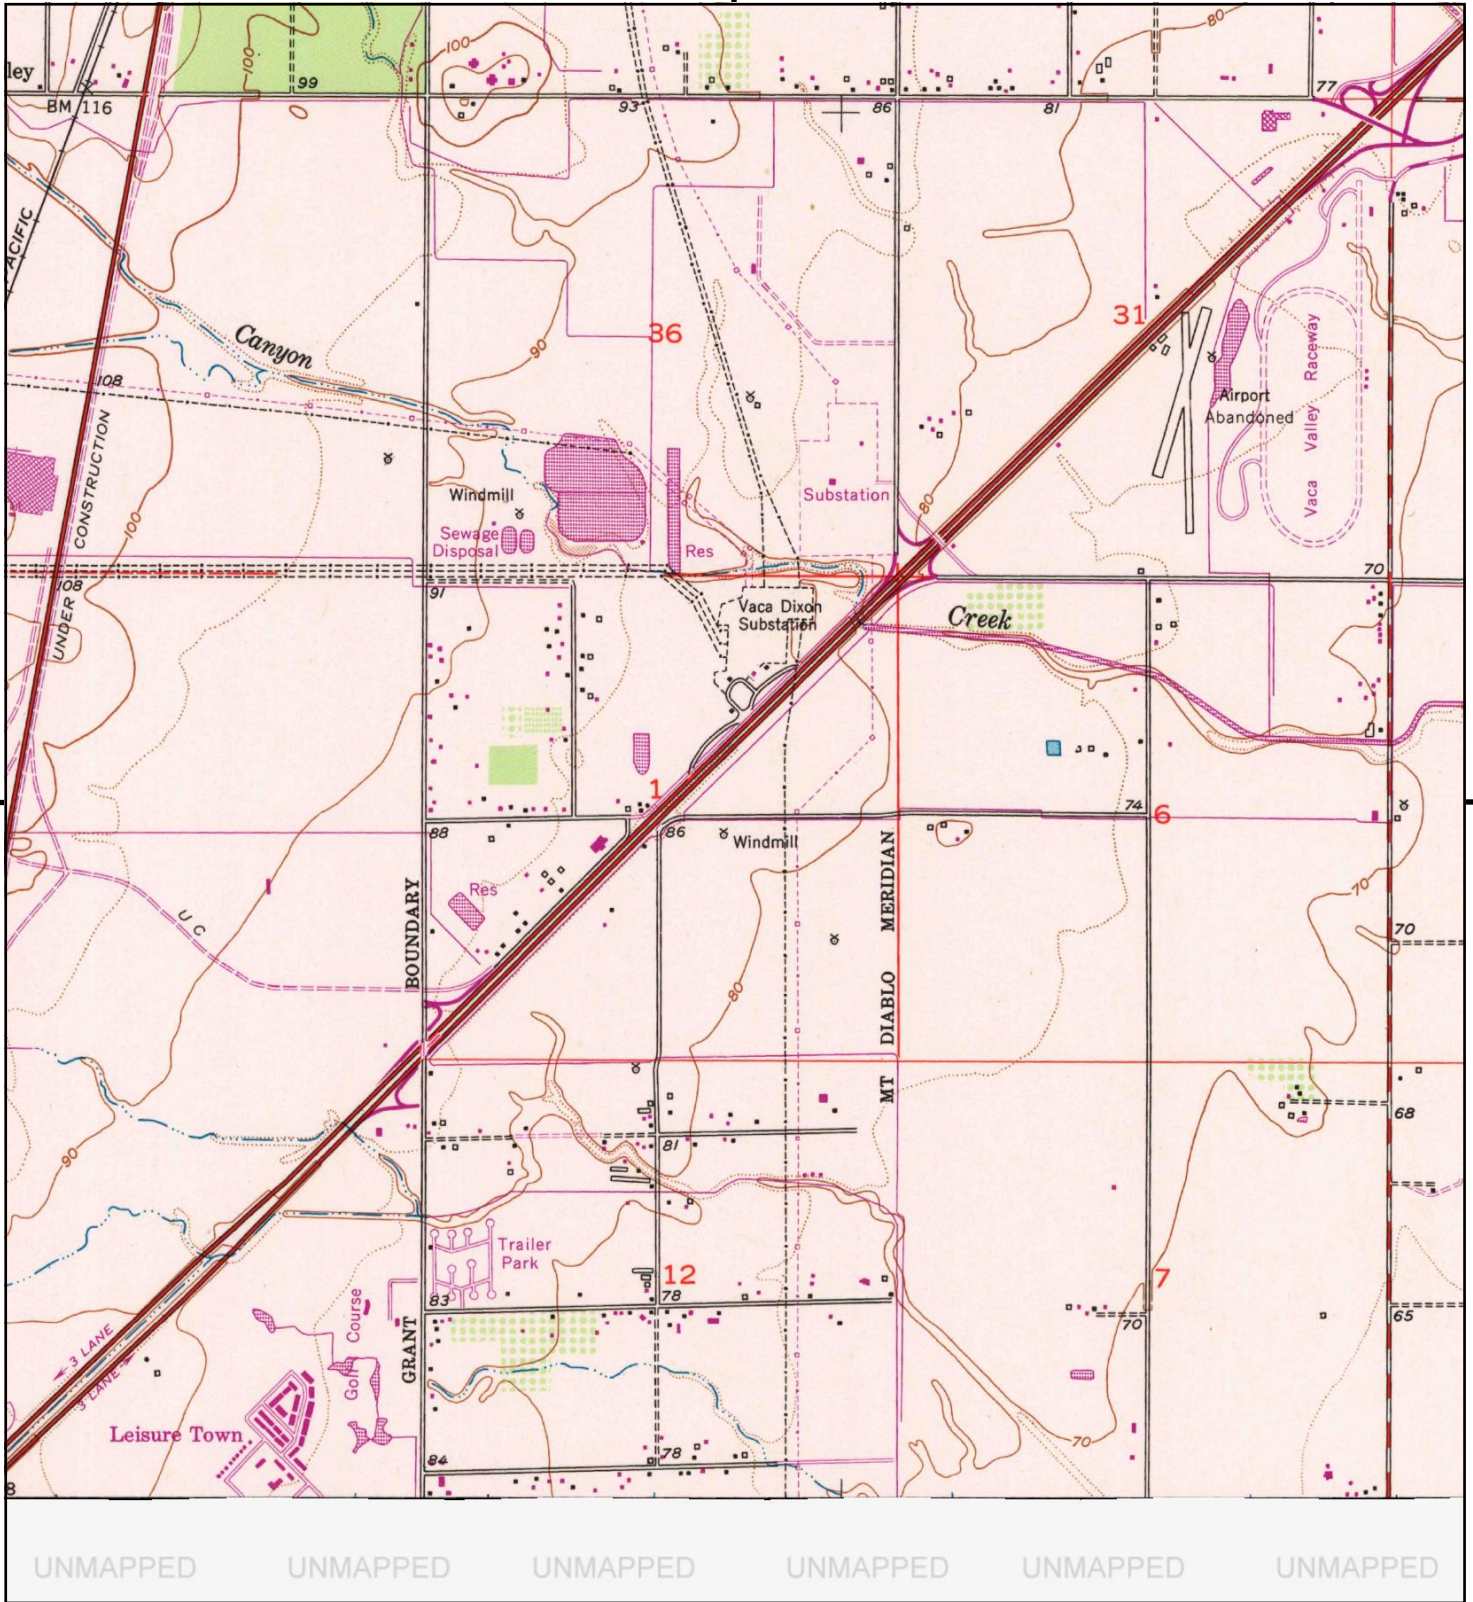 80
100
100
ley
99
77
BM 116
93
86
81
ACIFIC
Canyon
36
31
90
108
Vaca Valley Raceway
Airport
Abandoned
CONSTRUCTION
Windmill
Substation
80
100
Sewage
Disposal
Res
108
91
70
UNDER
Vaca Dixon
Substation
Creek
1
74
6
88
86
Windmill
MERIDIAN
Res
70
BOUNDARY
U C
70
80
DIABLO
MT
68
81
90
Trailer
Park
12
7
83
78
70
65
Golf Course
GRANT
3 LANE
3 LANE
Leisure Town
70
84
78
8
UNMAPPED UNMAPPED UNMAPPED UNMAPPED UNMAPPED UNMAPPED